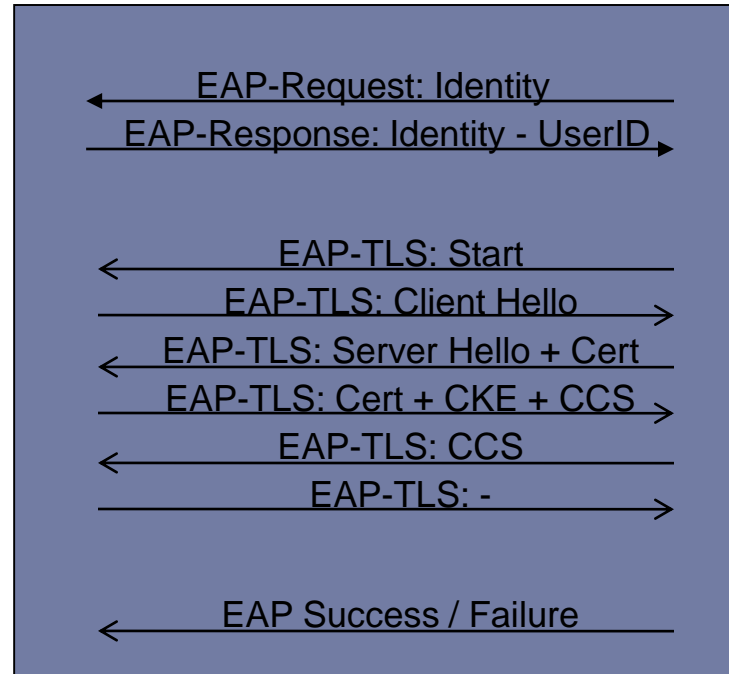 EAP-Request: Identity
EAP-Response: Identity - UserID
EAP-TLS: Start
EAP-TLS: Client Hello
EAP-TLS: Server Hello + Cert
EAP-TLS: Cert + CKE + CCS
EAP-TLS: CCS
EAP-TLS: -
EAP Success / Failure